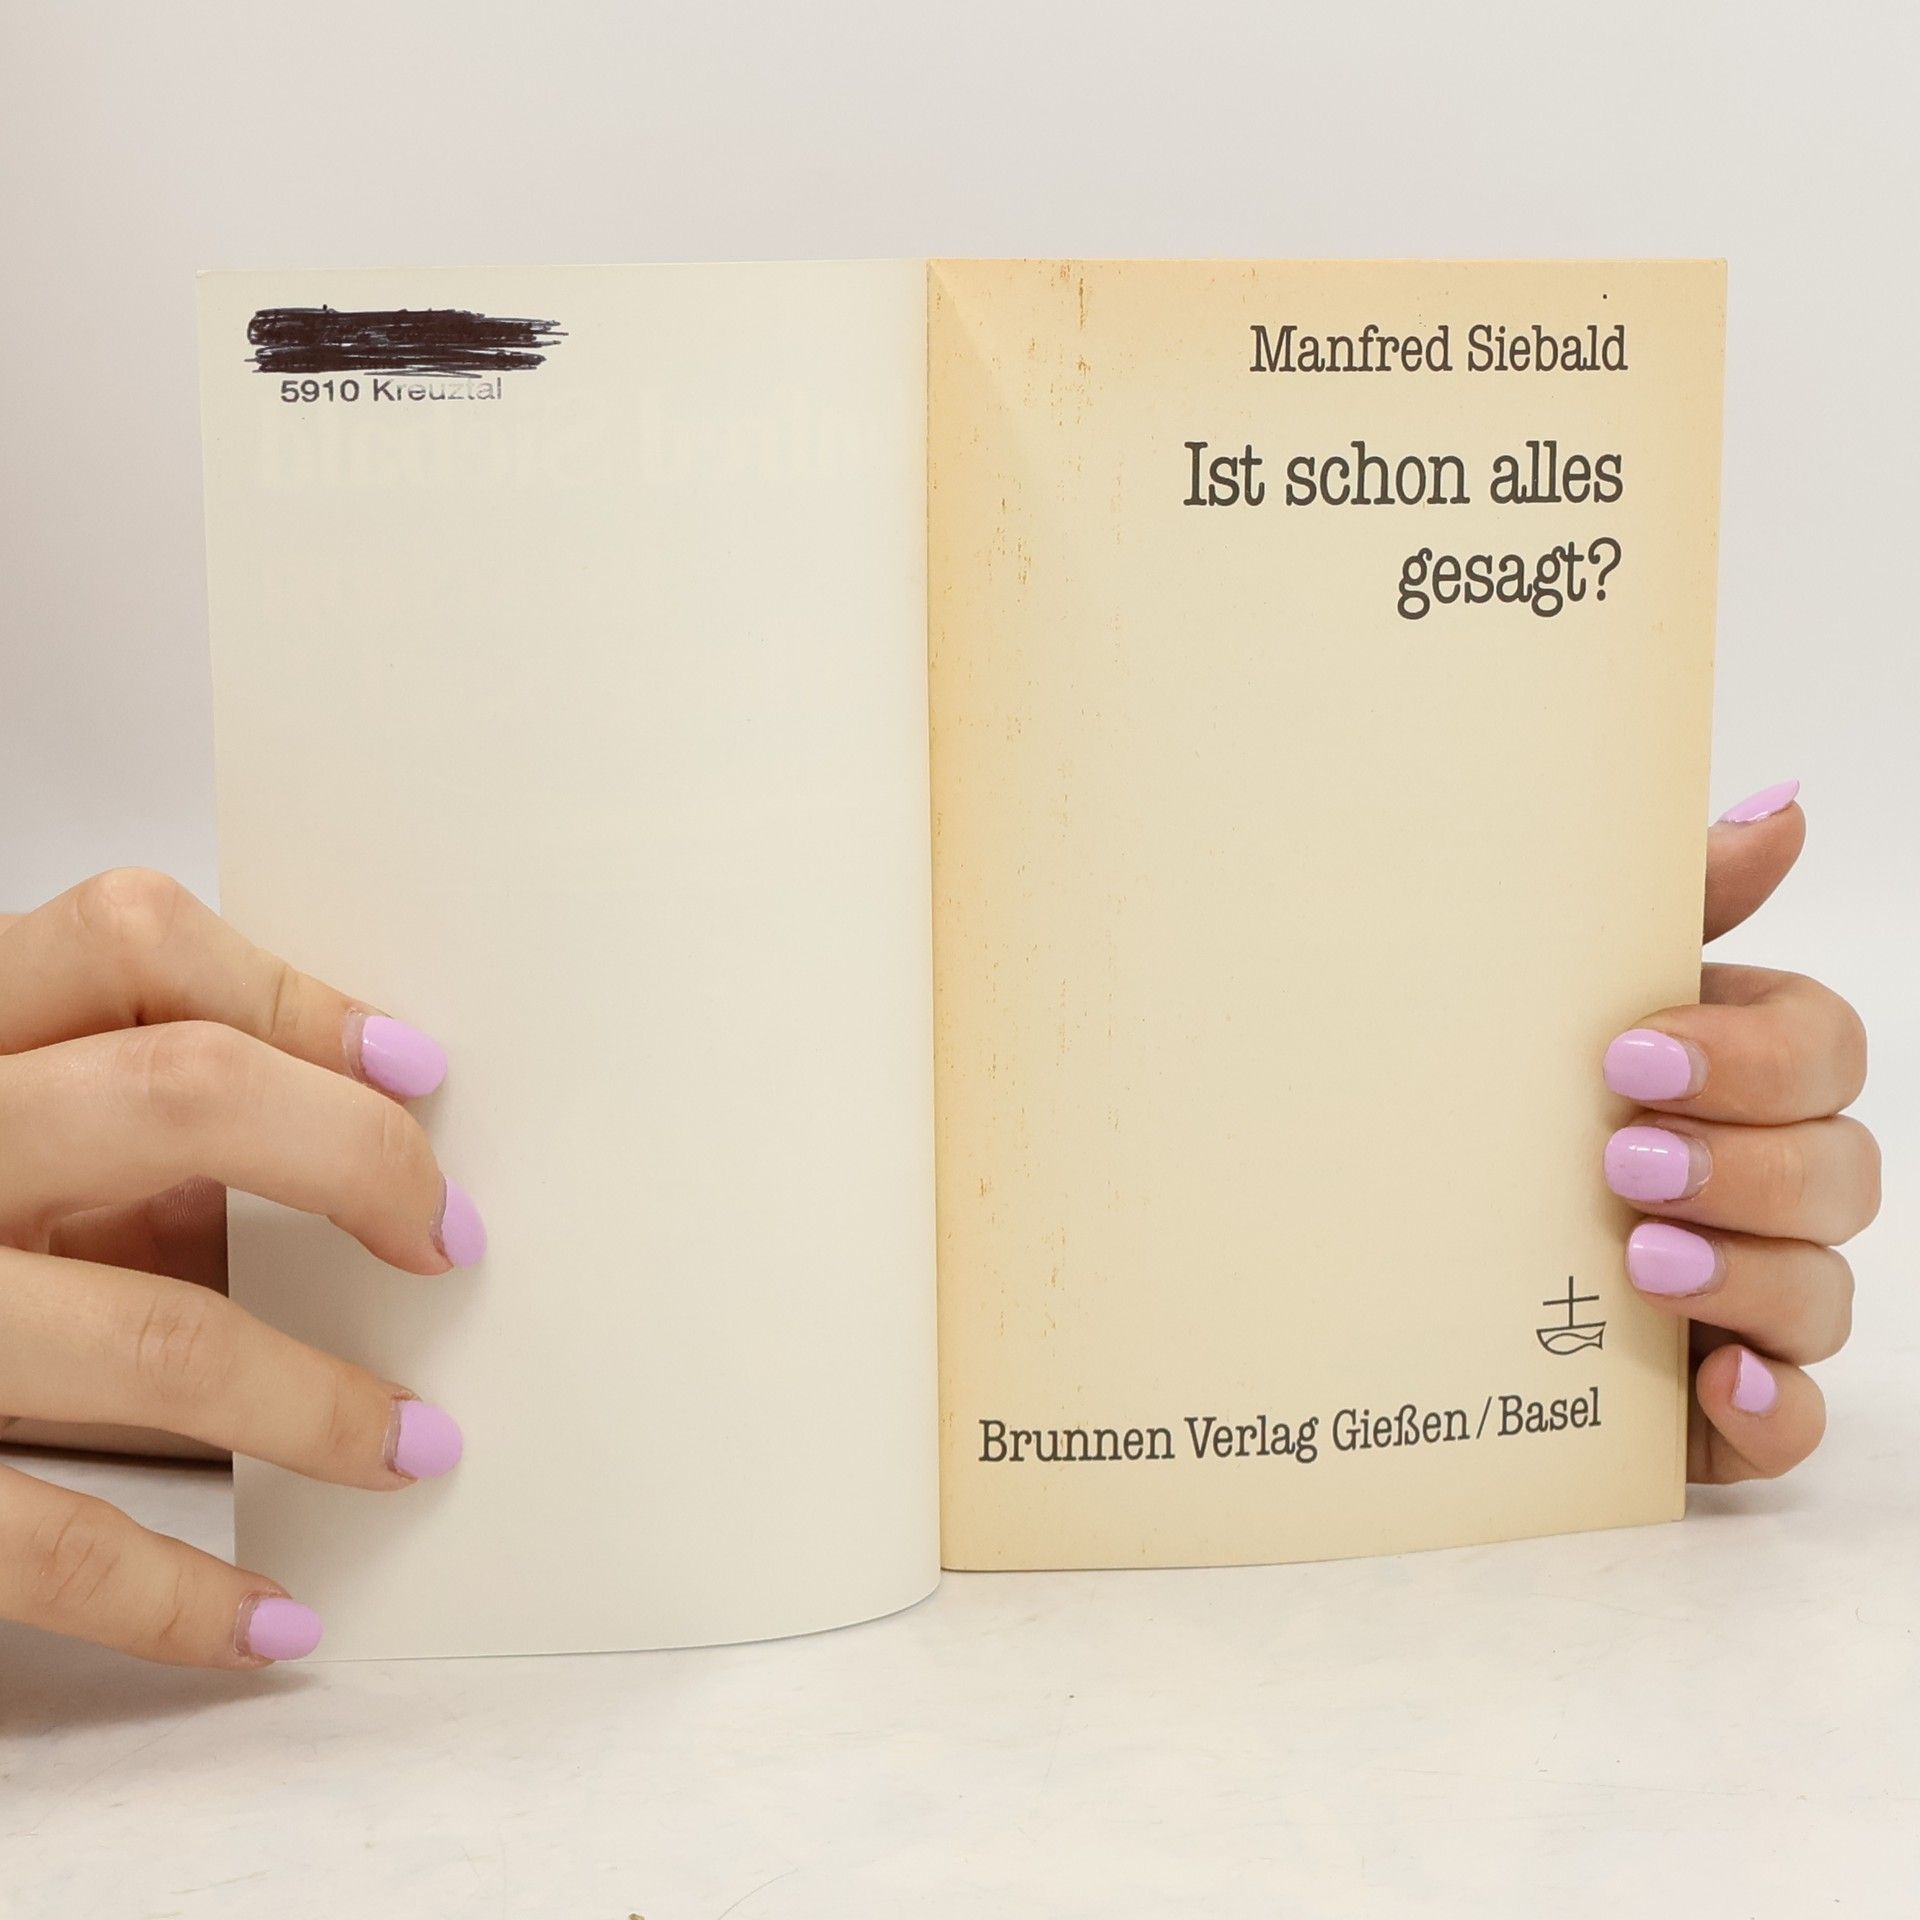 5910 Kreuztal
Manfred Siebald
Ist schon alles
gesagt?
Brunnen Verlag Gießen/Basel